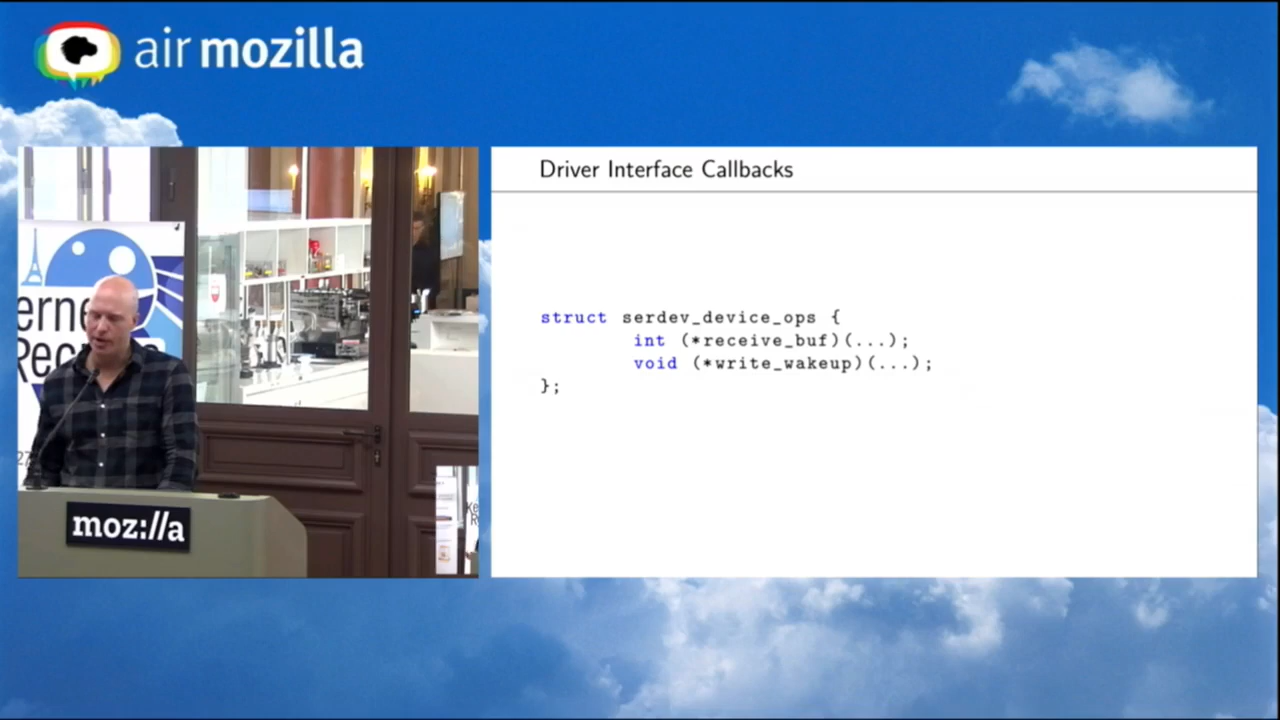 air mozilla
Driver Interface Callbacks
struct serdev_device_ops {
int (*receive_buf)(...);
void (*write_wakeup)(...);
};
moz://a